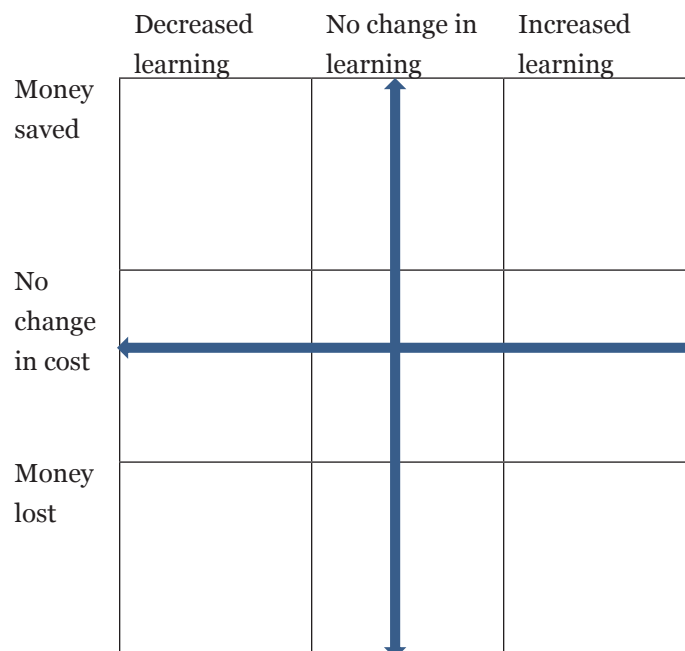 Decreased
learning
No change in
learning
Increased
learning
Money
saved
No
change
in cost
Money
lost